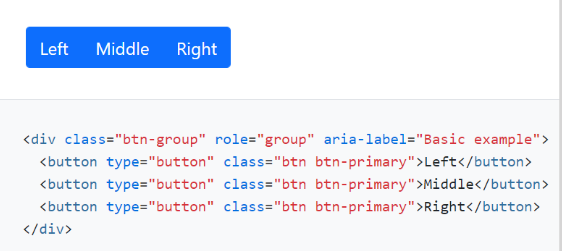 Left Middle Right
<div class="btn-group" role="group" aria-label="Basic example">
  <button type="button" class="btn btn-primary">Left</button>
  <button type="button" class="btn btn-primary">Middle</button>
  <button type="button" class="btn btn-primary">Right</button>
</div>